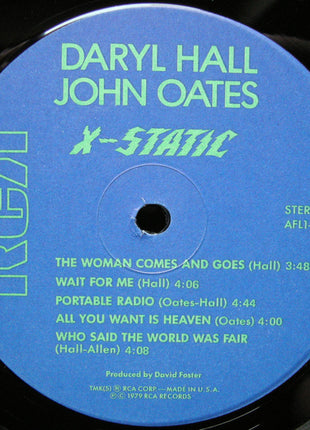 DARYL HALL
JOHN OATES
X-STATIC
RCA
THE WOMAN COMES AND GOES (Hall) 3:48
WAIT FOR ME (Hall) 4:06
PORTABLE RADIO (Oates-Hall) 4:44
ALL YOU WANT IS HEAVEN (Oates) 4:00
WHO SAID THE WORLD WAS FAIR
(Hall-Allen) 4:08
Produced by David Foster
TMK(S) ® RCA CORP.—MADE IN U.S.A.
℗ © 1979 RCA RECORDS